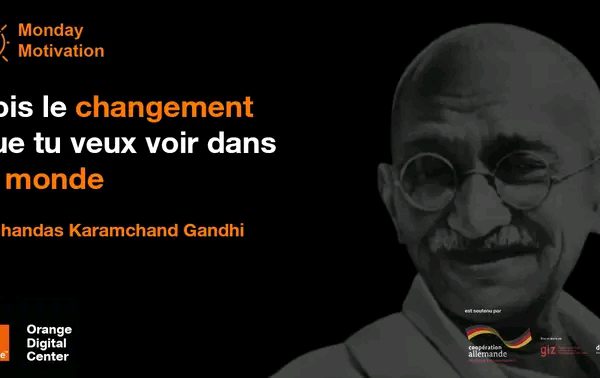 Monday
Motivation
ois le changement
ue tu veux voir dans
monde
handas Karamchand Gandhi
Orange
Digital
Center
est soutenu par
coopération
allemande
giz